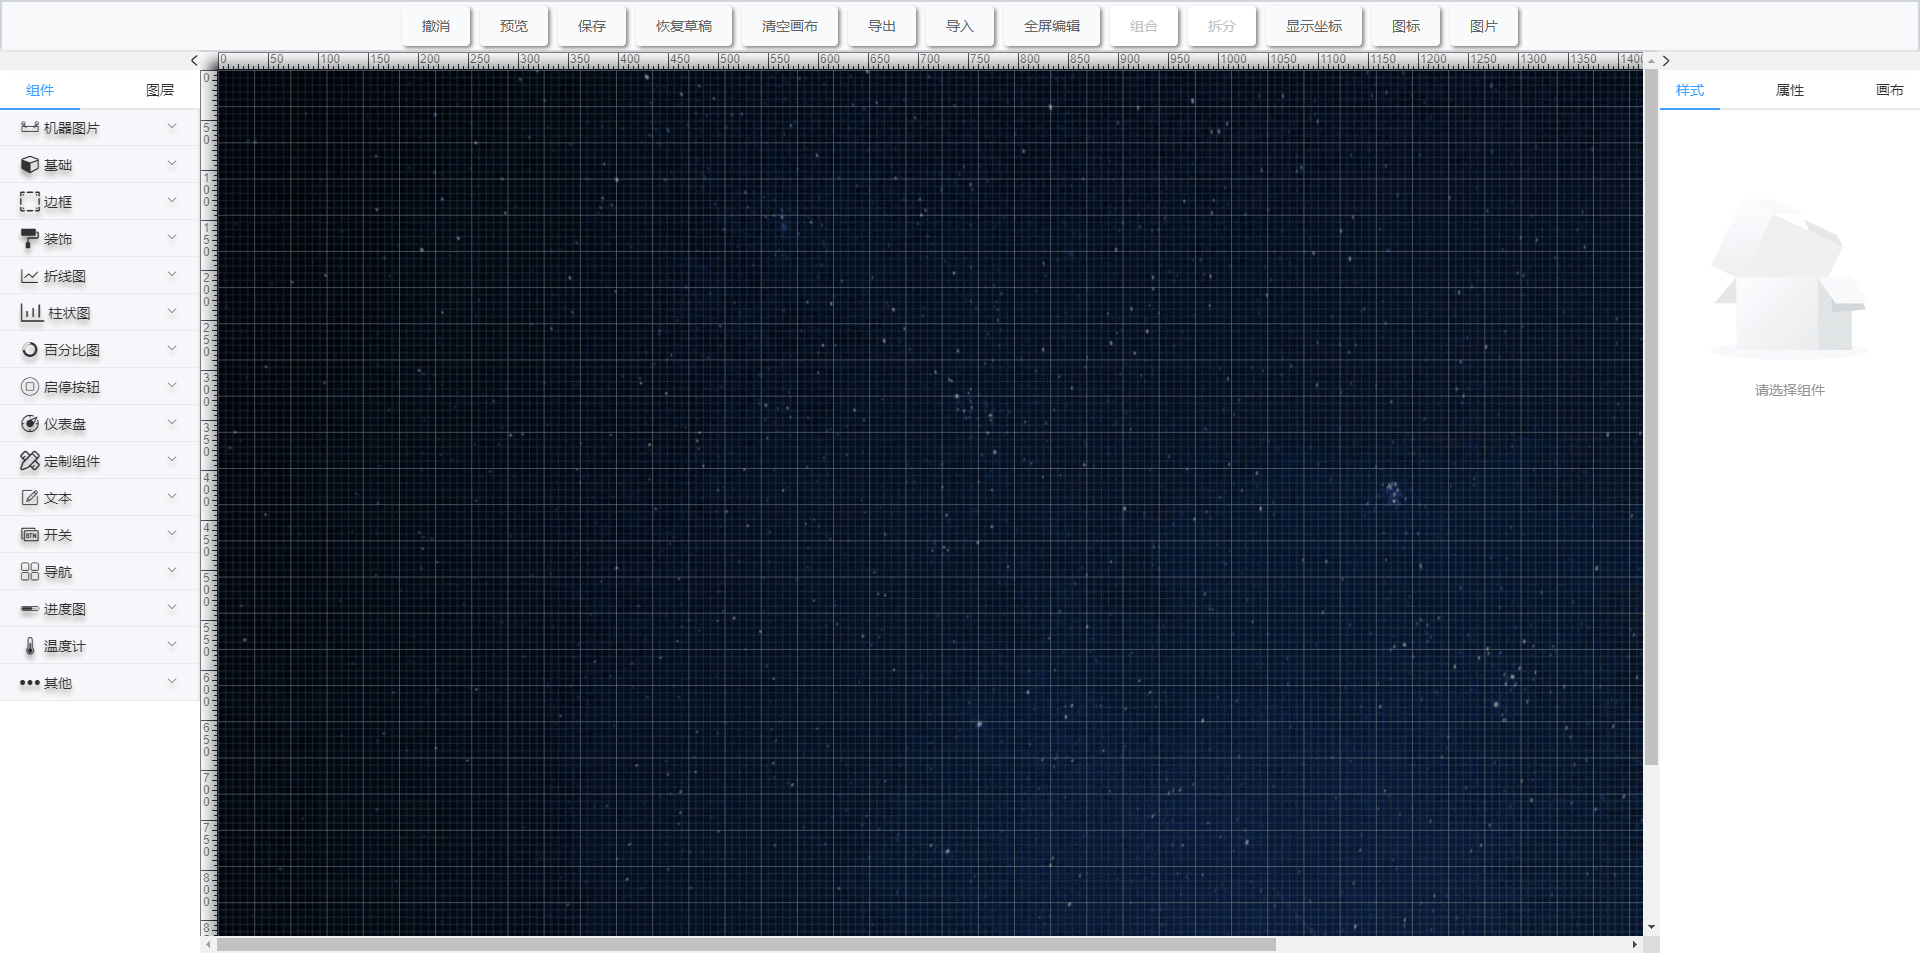 撤消 预览 保存 恢复草稿 清空画布 导出 导入 全屏编辑 组合 拆分 显示坐标 图标 图片
0 50 100 150 200 250 300 350 400 450 500 550 600 650 700 750 800 850 900 950 1000 1050 1100 1150 1200 1250 1300 1350 1400
组件 图层
样式 属性 画布
机器图片
基础
边框
装饰
折线图
柱状图
百分比图
启停按钮
仪表盘
定制组件
文本
BTN 开关
导航
进度图
温度计
其他
0
50
100
150
200
250
300
350
400
450
500
550
600
650
700
750
800
8
请选择组件